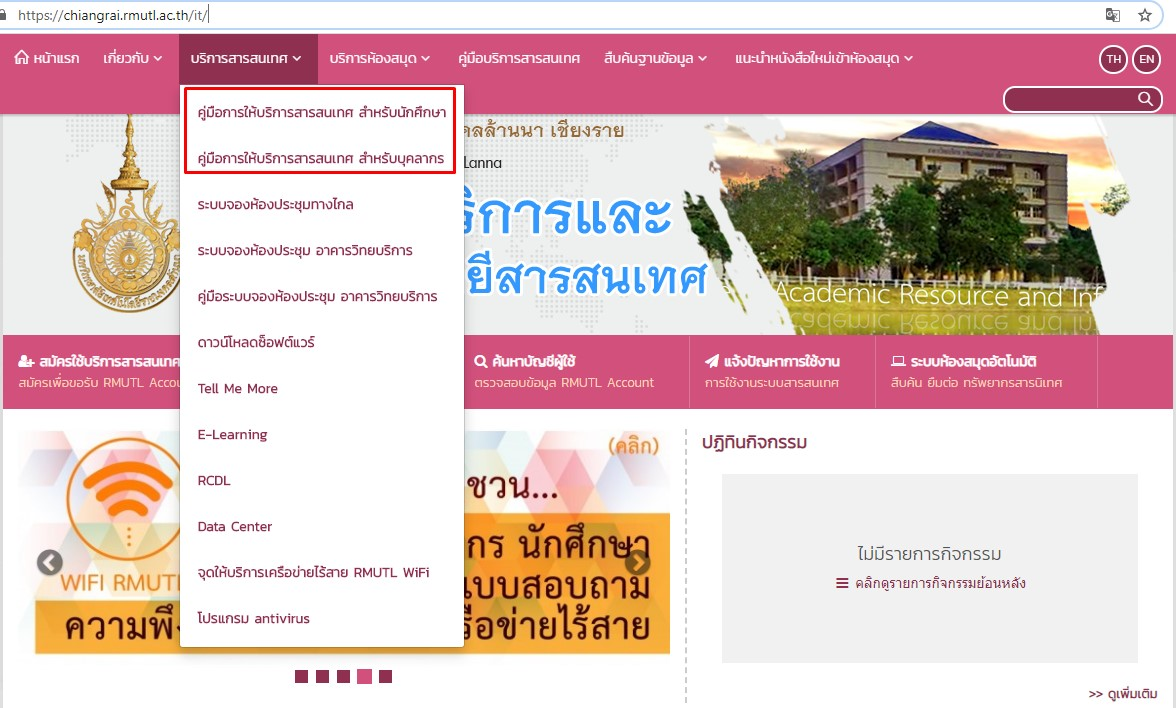 https://chiangrai.rmutl.ac.th/it/
หน้าแรก
เกี่ยวกับ
บริการสารสนเทศ
บริการห้องสมุด
คู่มือบริการสารสนเทศ
สืบค้นฐานข้อมูล
แนะนำหนังสือใหม่เข้าห้องสมุด
TH
EN
คู่มือการให้บริการสารสนเทศ สำหรับนักศึกษา
คู่มือการให้บริการสารสนเทศ สำหรับบุคลากร
ระบบจองห้องประชุมทางไกล
ระบบจองห้องประชุม อาคารวิทยบริการ
คู่มือระบบจองห้องประชุม อาคารวิทยบริการ
ดาวน์โหลดซ็อฟต์แวร์
Tell Me More
E-Learning
RCDL
Data Center
จุดให้บริการเครือข่ายไร้สาย RMUTL WiFi
โปรแกรม antivirus
คลล้านนา เชียงราย
Lanna
ริการและ
ยีสารสนเทศ
Academic Resource and Inf
สมัครใช้บริการสารสนเทศ
สมัครเพื่อขอรับ RMUTL Accou
ค้นหาบัญชีผู้ใช้
ตรวจสอบข้อมูล RMUTL Account
แจ้งปัญหาการใช้งาน
การใช้งานระบบสารสนเทศ
ระบบห้องสมุดอัตโนมัติ
สืบค้น ยืมต่อ ทรัพยากรสารนิเทศ
(คลิก)
ชวน...
กร นักศึกษา
WIFI RMUTL
แบบสอบถาม
ความพึง
รือข่ายไร้สาย
ปฏิทินกิจกรรม
ไม่มีรายการกิจกรรม
คลิกดูรายการกิจกรรมย้อนหลัง
>> ดูเพิ่มเติม